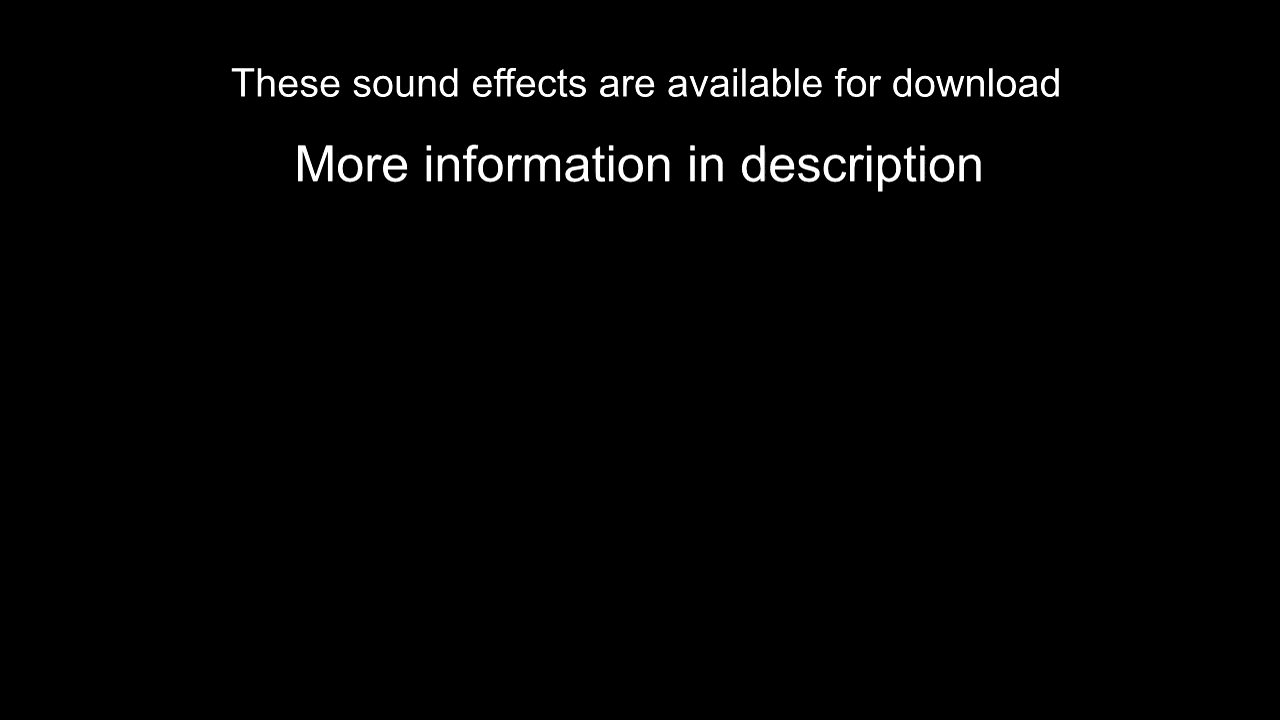 These sound effects are available for download
More information in description